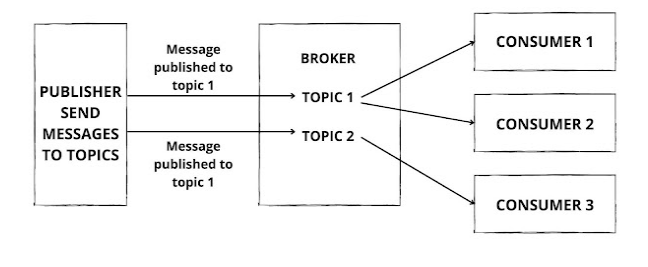 PUBLISHER
SEND
MESSAGES
TO TOPICS
Message
published to
topic 1
Message
published to
topic 1
BROKER
TOPIC 1
TOPIC 2
CONSUMER 1
CONSUMER 2
CONSUMER 3